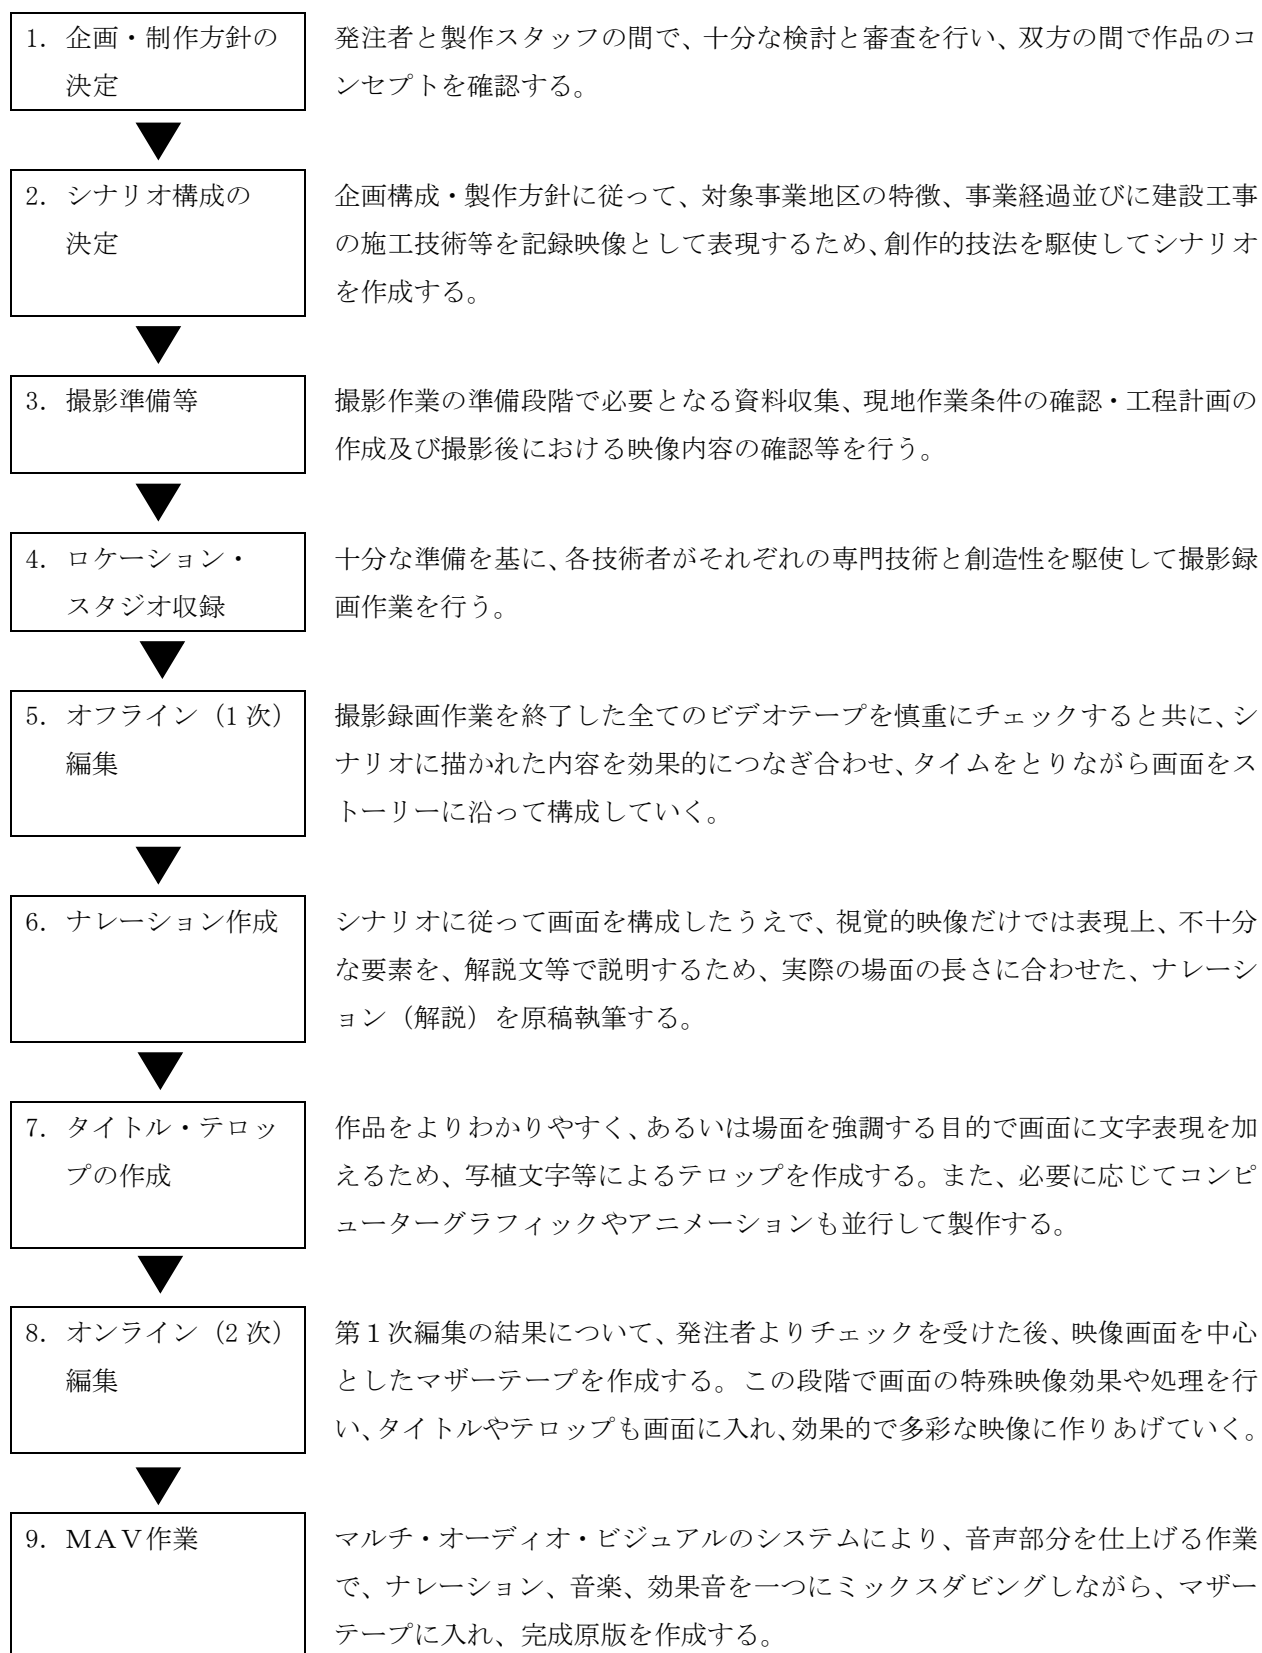 1. 企画・制作方針の
決定
発注者と製作スタッフの間で、十分な検討と審査を行い、双方の間で作品のコ
ンセプトを確認する。
2. シナリオ構成の
決定
企画構成・製作方針に従って、対象事業地区の特徴、事業経過並びに建設工事
の施工技術等を記録映像として表現するため、創作的技法を駆使してシナリオ
を作成する。
3. 撮影準備等
撮影作業の準備段階で必要となる資料収集、現地作業条件の確認・工程計画の
作成及び撮影後における映像内容の確認等を行う。
4. ロケーション・
スタジオ収録
十分な準備を基に、各技術者がそれぞれの専門技術と創造性を駆使して撮影録
画作業を行う。
5. オフライン（1 次）
編集
撮影録画作業を終了した全てのビデオテープを慎重にチェックすると共に、シ
ナリオに描かれた内容を効果的につなぎ合わせ、タイムをとりながら画面をス
トーリーに沿って構成していく。
6. ナレーション作成
シナリオに従って画面を構成したうえで、視覚的映像だけでは表現上、不十分
な要素を、解説文等で説明するため、実際の場面の長さに合わせた、ナレーシ
ョン（解説）を原稿執筆する。
7. タイトル・テロッ
プの作成
作品をよりわかりやすく、あるいは場面を強調する目的で画面に文字表現を加
えるため、写植文字等によるテロップを作成する。また、必要に応じてコンピ
ューターグラフィックやアニメーションも並行して製作する。
8. オンライン（2 次）
編集
第１次編集の結果について、発注者よりチェックを受けた後、映像画面を中心
としたマザーテープを作成する。この段階で画面の特殊映像効果や処理を行
い、タイトルやテロップも画面に入れ、効果的で多彩な映像に作りあげていく。
9. ＭＡＶ作業
マルチ・オーディオ・ビジュアルのシステムにより、音声部分を仕上げる作業
で、ナレーション、音楽、効果音を一つにミックスダビングしながら、マザー
テープに入れ、完成原版を作成する。